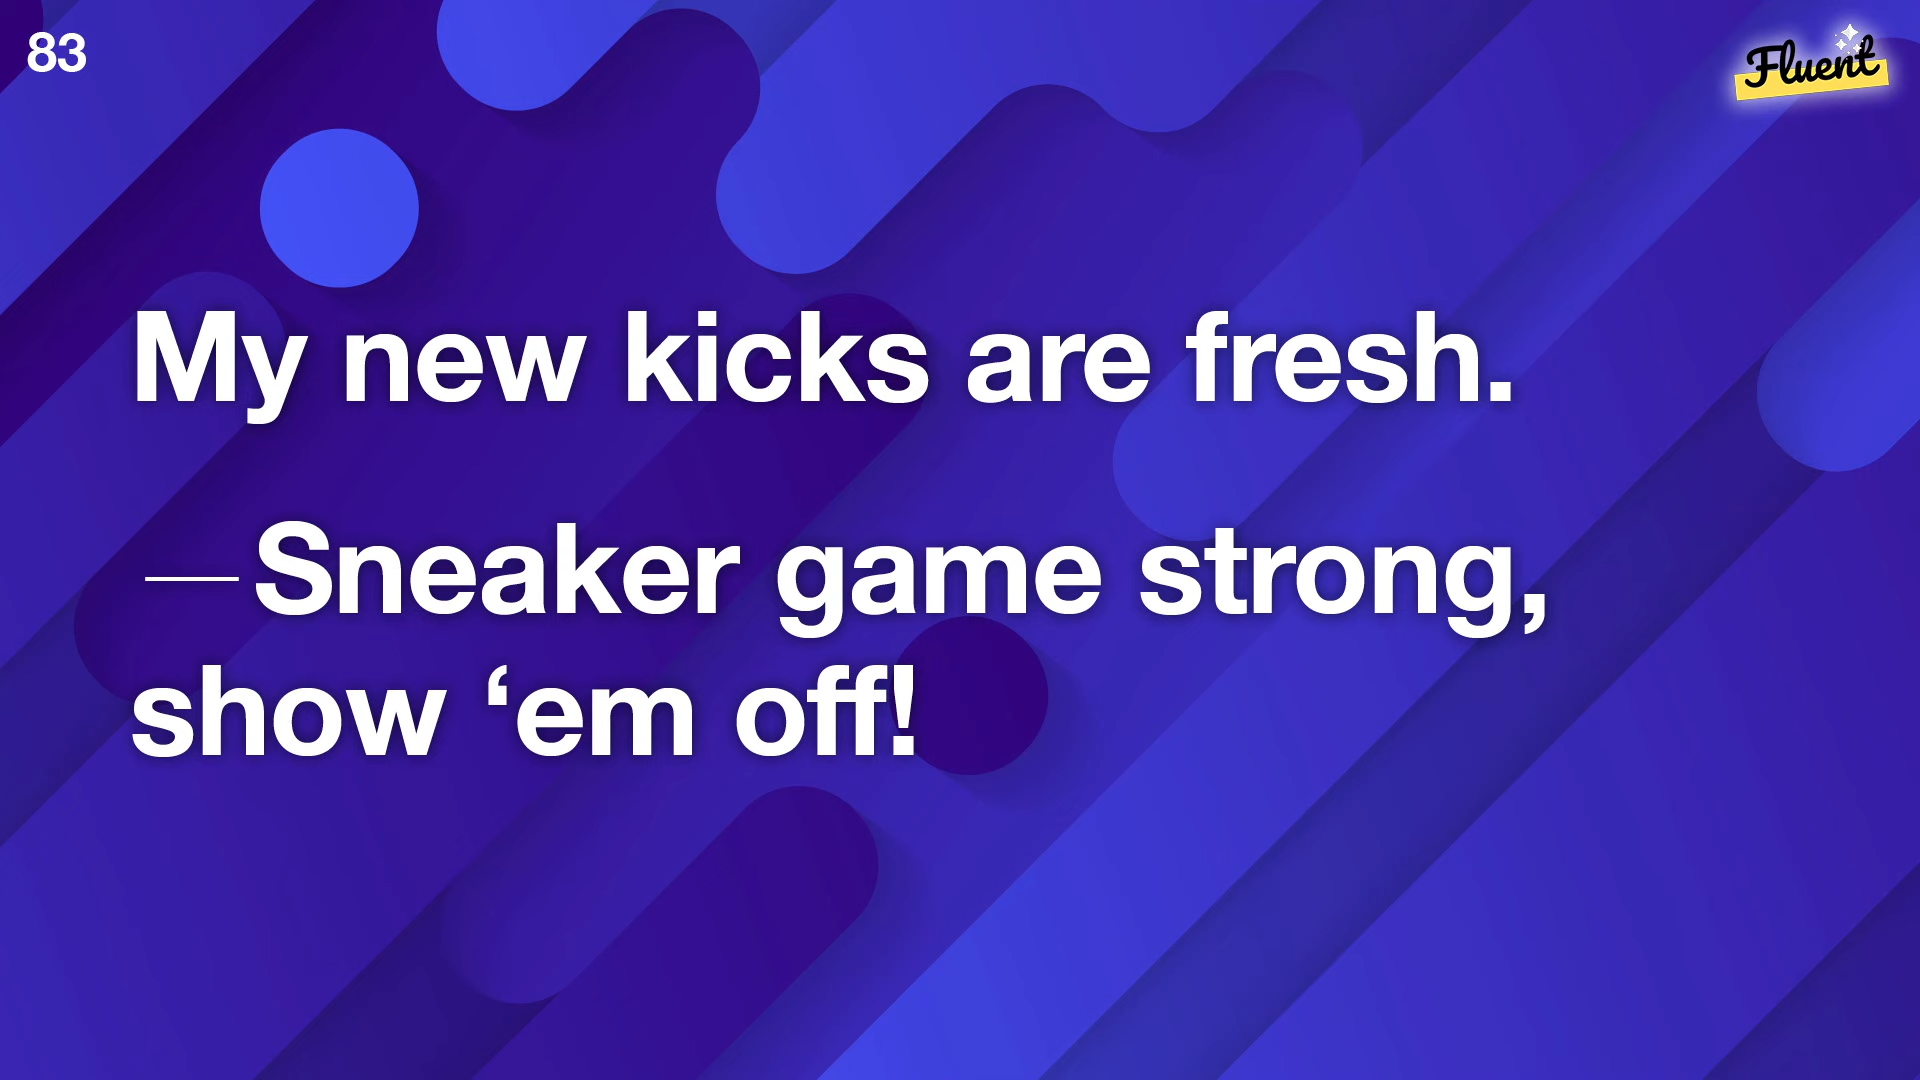 83
Fluent
My new kicks are fresh.
—Sneaker game strong,
show ‘em off!